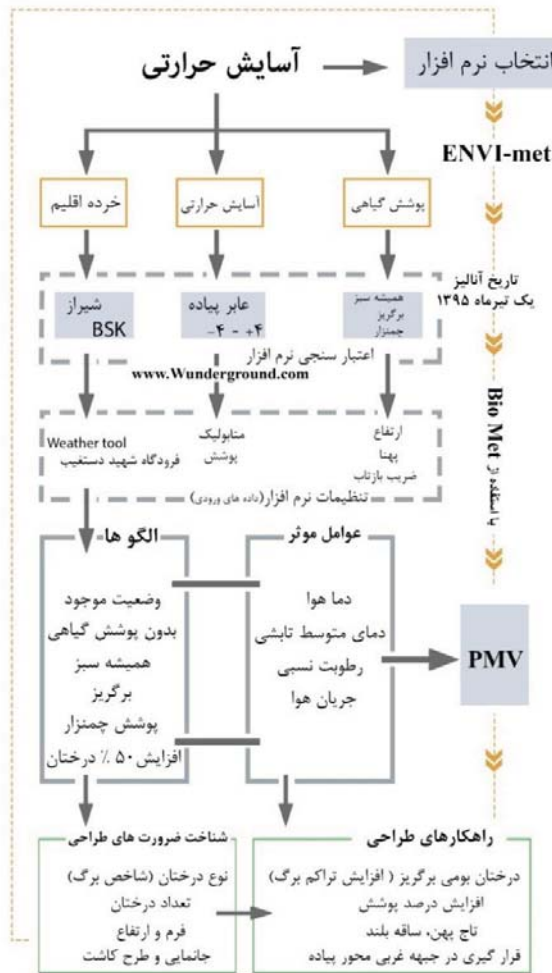 آسایش حرارتی
انتخاب نرم افزار
ENVI-met
پوشش گیاهی
آسایش حرارتی
خرده اقلیم
تاریخ آنالیز
یک تیرماه ۱۳۹۵
همیشه سبز
برگریز
چمنزار
عابر پیاده
-۴ - +۴
شیراز
BSK
اعتبار سنجی نرم افزار
www.Wunderground.com
ارتفاع
پهنا
ضریب بازتاب
متابولیک
پوشش
Weather tool
فرودگاه شهید دستغیب
تنظیمات نرم افزار(داده های ورودی)
با استفاده از Bio Met
عوامل موثر
دما هوا
دمای متوسط تابشی
رطوبت نسبی
جریان هوا
الگو ها
وضعیت موجود
بدون پوشش گیاهی
همیشه سبز
برگریز
پوشش چمنزار
افزایش ۵۰ ٪ درختان
PMV
راهکارهای طراحی
درختان بومی برگریز ( افزایش تراکم برگ)
افزایش درصد پوشش
تاج پهن، ساقه بلند
قرار گیری در جبهه غربی محور پیاده
شناخت ضرورت های طراحی
نوع درختان (شاخص برگ)
تعداد درختان
فرم و ارتفاع
جانمایی و طرح کاشت